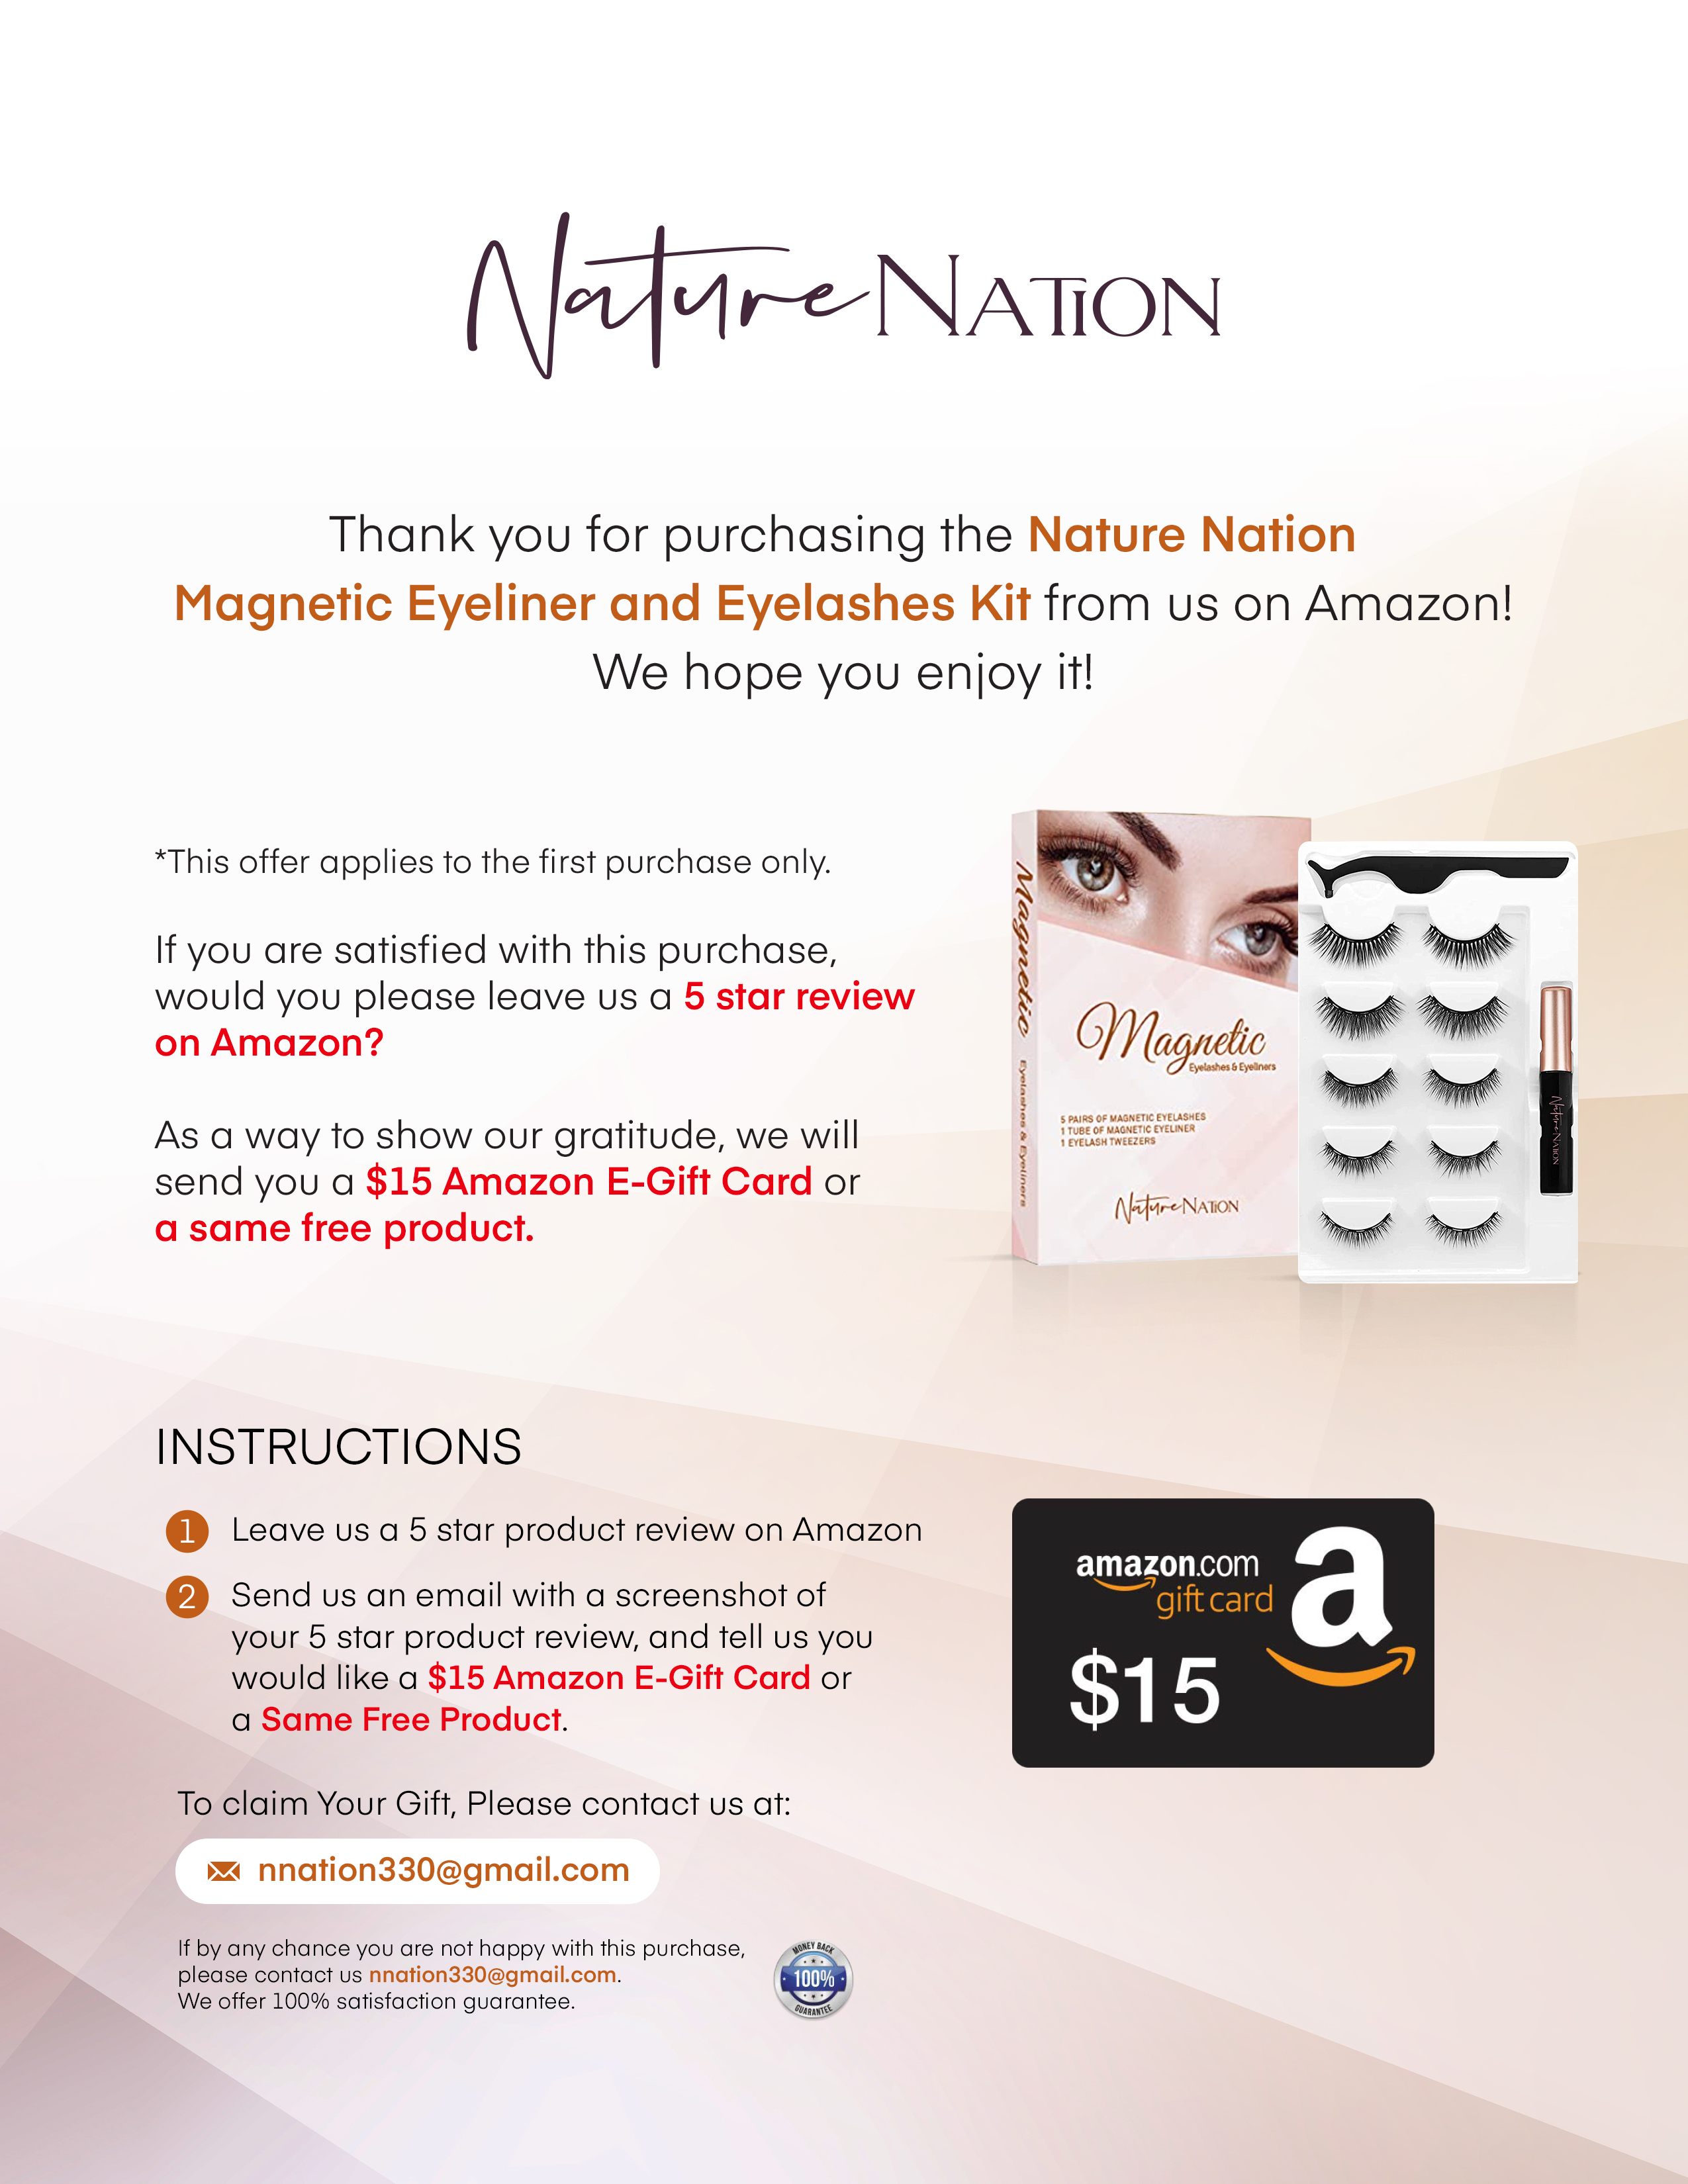 Nature NATION
Thank you for purchasing the Nature Nation
Magnetic Eyeliner and Eyelashes Kit from us on Amazon!
We hope you enjoy it!
*This offer applies to the first purchase only.
If you are satisfied with this purchase,
would you please leave us a 5 star review
on Amazon?
As a way to show our gratitude, we will
send you a $15 Amazon E-Gift Card or
a same free product.
Magnetic
Eyelashes & Eyeliners
Magnetic
Eyelashes & Eyeliners
5 PAIRS OF MAGNETIC EYELASHES
1 TUBE OF MAGNETIC EYELINER
1 EYELASH TWEEZERS
Nature NATION
Nature NATION
INSTRUCTIONS
1 Leave us a 5 star product review on Amazon
2 Send us an email with a screenshot of
your 5 star product review, and tell us you
would like a $15 Amazon E-Gift Card or
a Same Free Product.
amazon.com
gift card
a
$15
To claim Your Gift, Please contact us at:
nnation330@gmail.com
If by any chance you are not happy with this purchase,
please contact us nnation330@gmail.com.
We offer 100% satisfaction guarantee.
MONEY BACK
100%
GUARANTEE